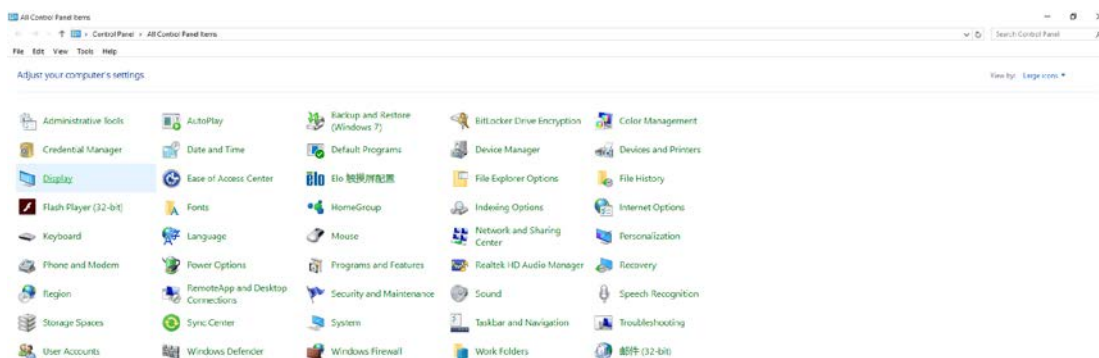 All Control Panel Items
Control Panel > All Control Panel Items
Search Control Panel
File Edit View Tools Help
Adjust your computer's settings
View by: Large icons
Administrative Tools
AutoPlay
Backup and Restore
(Windows 7)
BitLocker Drive Encryption
Color Management
Credential Manager
Date and Time
Default Programs
Device Manager
Devices and Printers
Display
Ease of Access Center
elo
Elo 触摸屏配置
File Explorer Options
File History
Flash Player (32-bit)
Fonts
HomeGroup
Indexing Options
Internet Options
Keyboard
Language
Mouse
Network and Sharing
Center
Personalization
Phone and Modem
Power Options
Programs and Features
Realtek HD Audio Manager
Recovery
Region
RemoteApp and Desktop
Connections
Security and Maintenance
Sound
Speech Recognition
Storage Spaces
Sync Center
System
Taskbar and Navigation
Troubleshooting
User Accounts
Windows Defender
Windows Firewall
Work Folders
邮件 (32-bit)